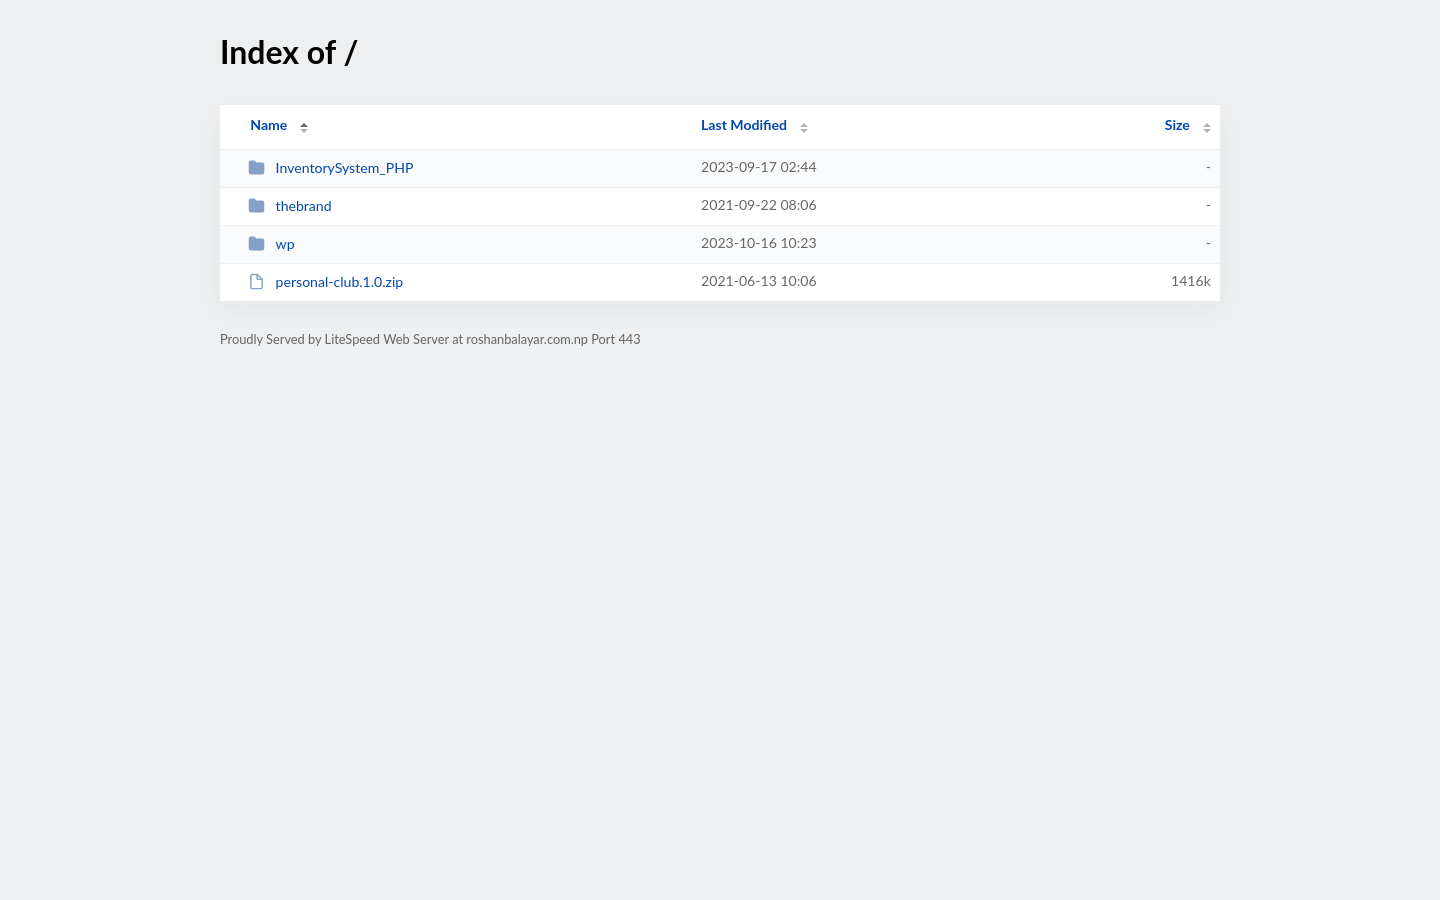 Index of /
Name Last Modified Size
InventorySystem_PHP 2023-09-17 02:44 -
thebrand 2021-09-22 08:06 -
wp 2023-10-16 10:23 -
personal-club.1.0.zip 2021-06-13 10:06 1416k
Proudly Served by LiteSpeed Web Server at roshanbalayar.com.np Port 443